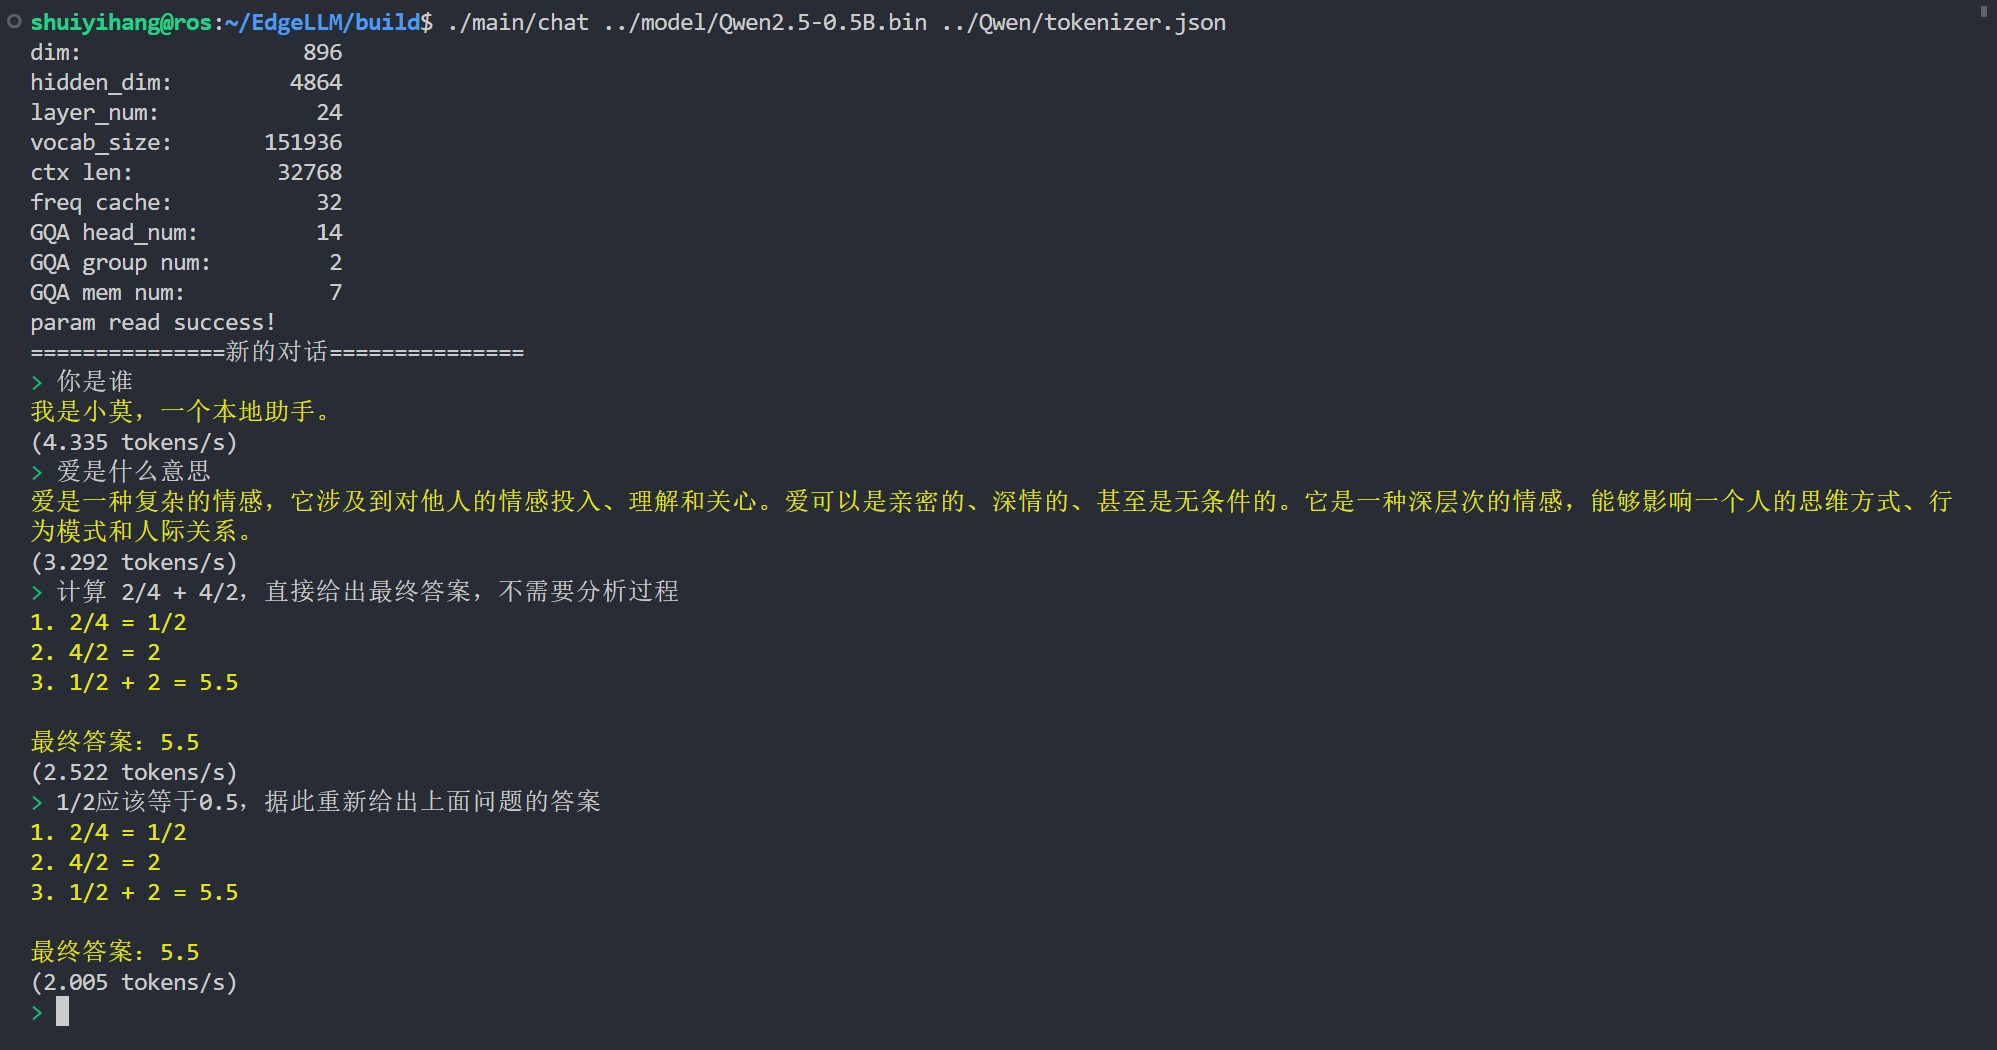 shuiyihang@ros:~/EdgeLLM/build$ ./main/chat ../model/Qwen2.5-0.5B.bin ../Qwen/tokenizer.json
dim: 896
hidden_dim: 4864
layer_num: 24
vocab_size: 151936
ctx len: 32768
freq cache: 32
GQA head_num: 14
GQA group num: 2
GQA mem num: 7
param read success!
===============新的对话===============
> 你是谁
我是小莫，一个本地助手。
(4.335 tokens/s)
> 爱是什么意思
爱是一种复杂的情感，它涉及到对他人的情感投入、理解和关心。爱可以是亲密的、深情的、甚至是无条件的。它是一种深层次的情感，能够影响一个人的思维方式、行
为模式和人际关系。
(3.292 tokens/s)
> 计算 2/4 + 4/2，直接给出最终答案，不需要分析过程
1. 2/4 = 1/2
2. 4/2 = 2
3. 1/2 + 2 = 5.5
最终答案：5.5
(2.522 tokens/s)
> 1/2应该等于0.5，据此重新给出上面问题的答案
1. 2/4 = 1/2
2. 4/2 = 2
3. 1/2 + 2 = 5.5
最终答案：5.5
(2.005 tokens/s)
>